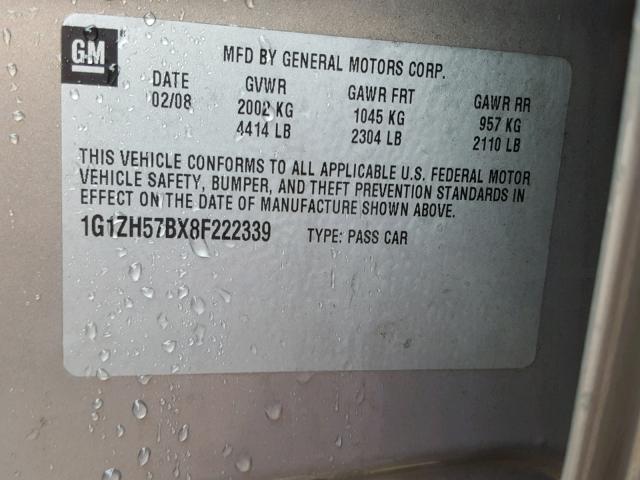 GM
MFD BY GENERAL MOTORS CORP.
DATE GVWR GAWR FRT GAWR RR
02/08 2002 KG 1045 KG 957 KG
4414 LB 2304 LB 2110 LB
THIS VEHICLE CONFORMS TO ALL APPLICABLE U.S. FEDERAL MOTOR
VEHICLE SAFETY, BUMPER, AND THEFT PREVENTION STANDARDS IN
EFFECT ON THE DATE OF MANUFACTURE SHOWN ABOVE.
1G1ZH57BX8F222339 TYPE: PASS CAR